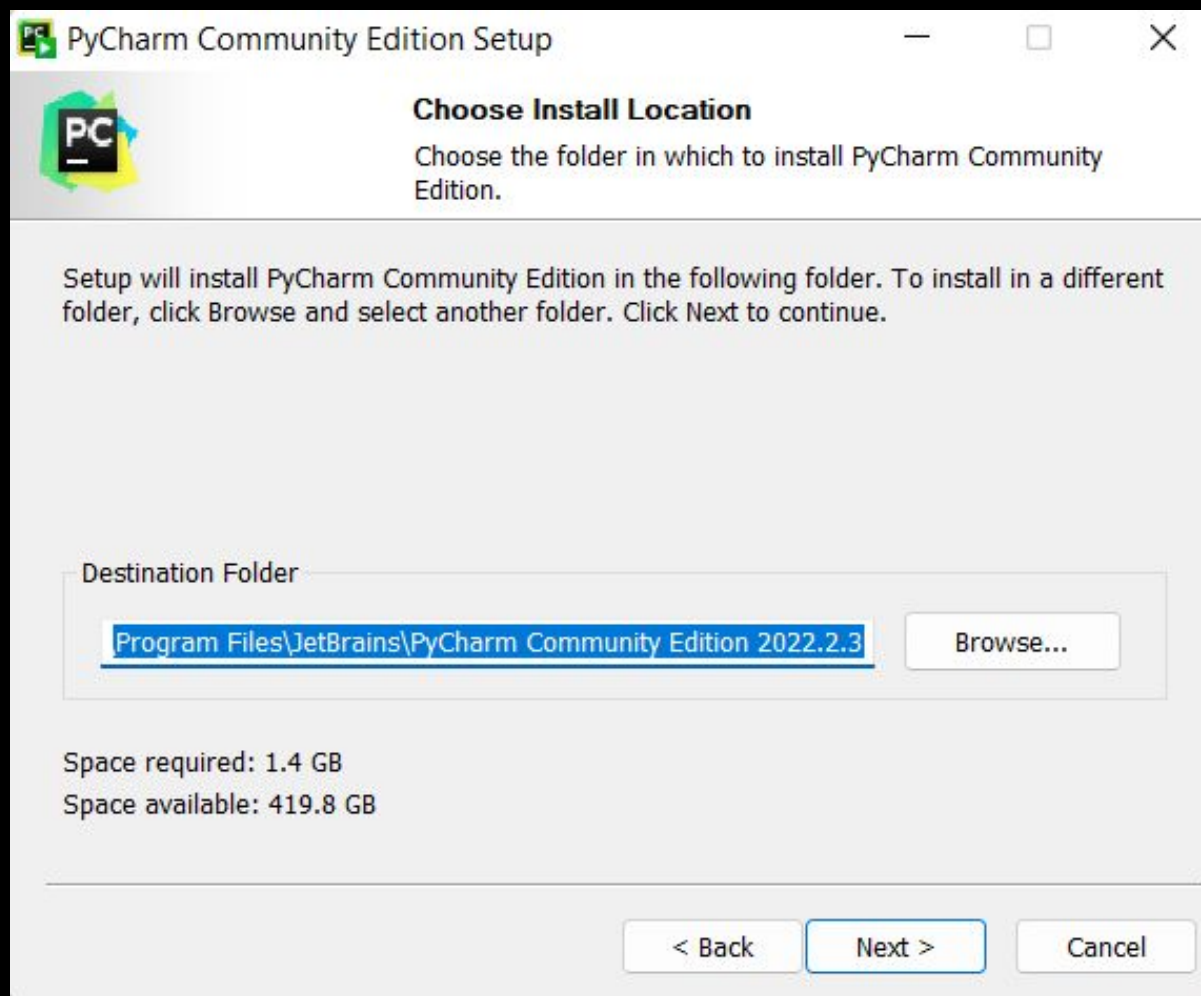 PyCharm Community Edition Setup
PC
Choose Install Location
Choose the folder in which to install PyCharm Community
Edition.
Setup will install PyCharm Community Edition in the following folder. To install in a different
folder, click Browse and select another folder. Click Next to continue.
Destination Folder
Program Files\JetBrains\PyCharm Community Edition 2022.2.3
Browse...
Space required: 1.4 GB
Space available: 419.8 GB
< Back
Next >
Cancel